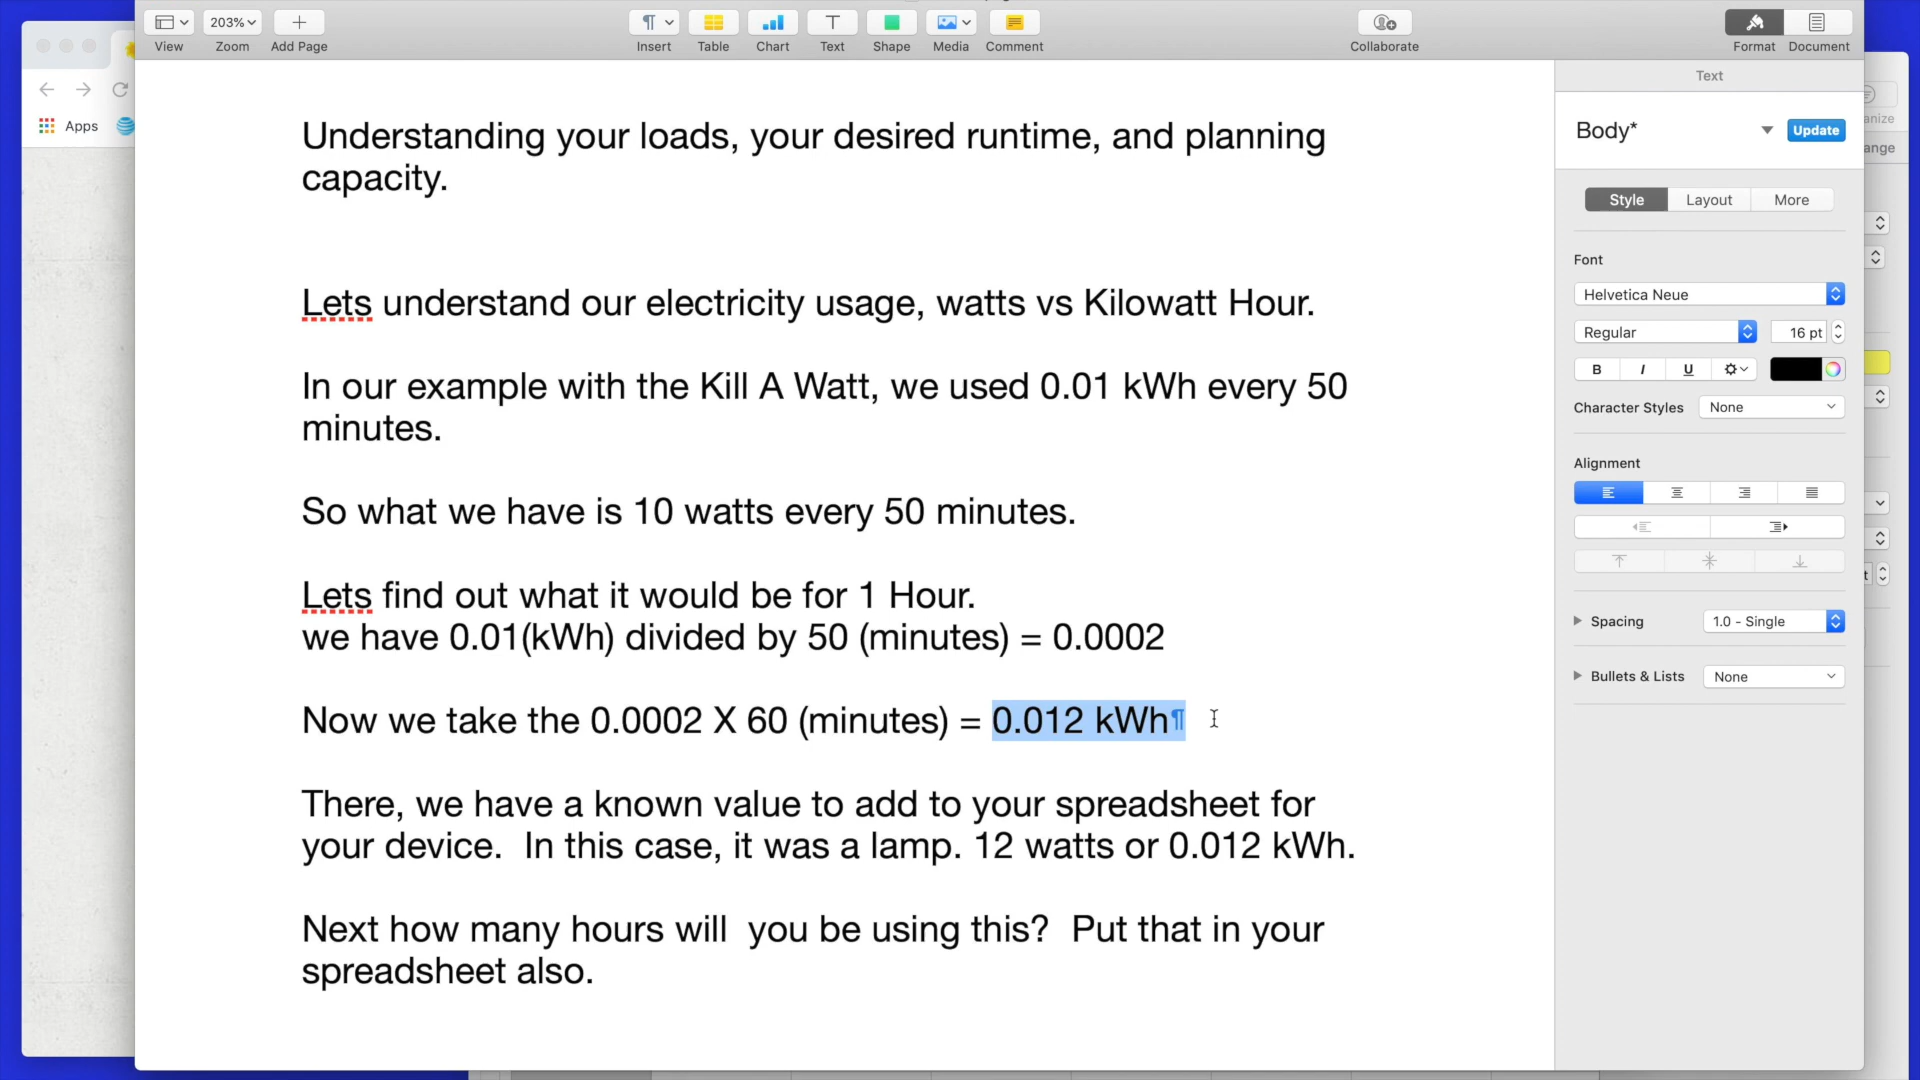 View
203%
Zoom
Add Page
Insert
Table
Chart
Text
Shape
Media
Comment
Collaborate
Format
Document
Apps
Text
Body*
Update
Style
Layout
More
Font
Helvetica Neue
Regular
16 pt
B
I
U
Character Styles
None
Alignment
Spacing
1.0 - Single
Bullets & Lists
None
Understanding your loads, your desired runtime, and planning
capacity.
Lets understand our electricity usage, watts vs Kilowatt Hour.
In our example with the Kill A Watt, we used 0.01 kWh every 50
minutes.
So what we have is 10 watts every 50 minutes.
Lets find out what it would be for 1 Hour.
we have 0.01(kWh) divided by 50 (minutes) = 0.0002
Now we take the 0.0002 X 60 (minutes) = 0.012 kWh¶
There, we have a known value to add to your spreadsheet for
your device.  In this case, it was a lamp. 12 watts or 0.012 kWh.
Next how many hours will  you be using this?  Put that in your
spreadsheet also.